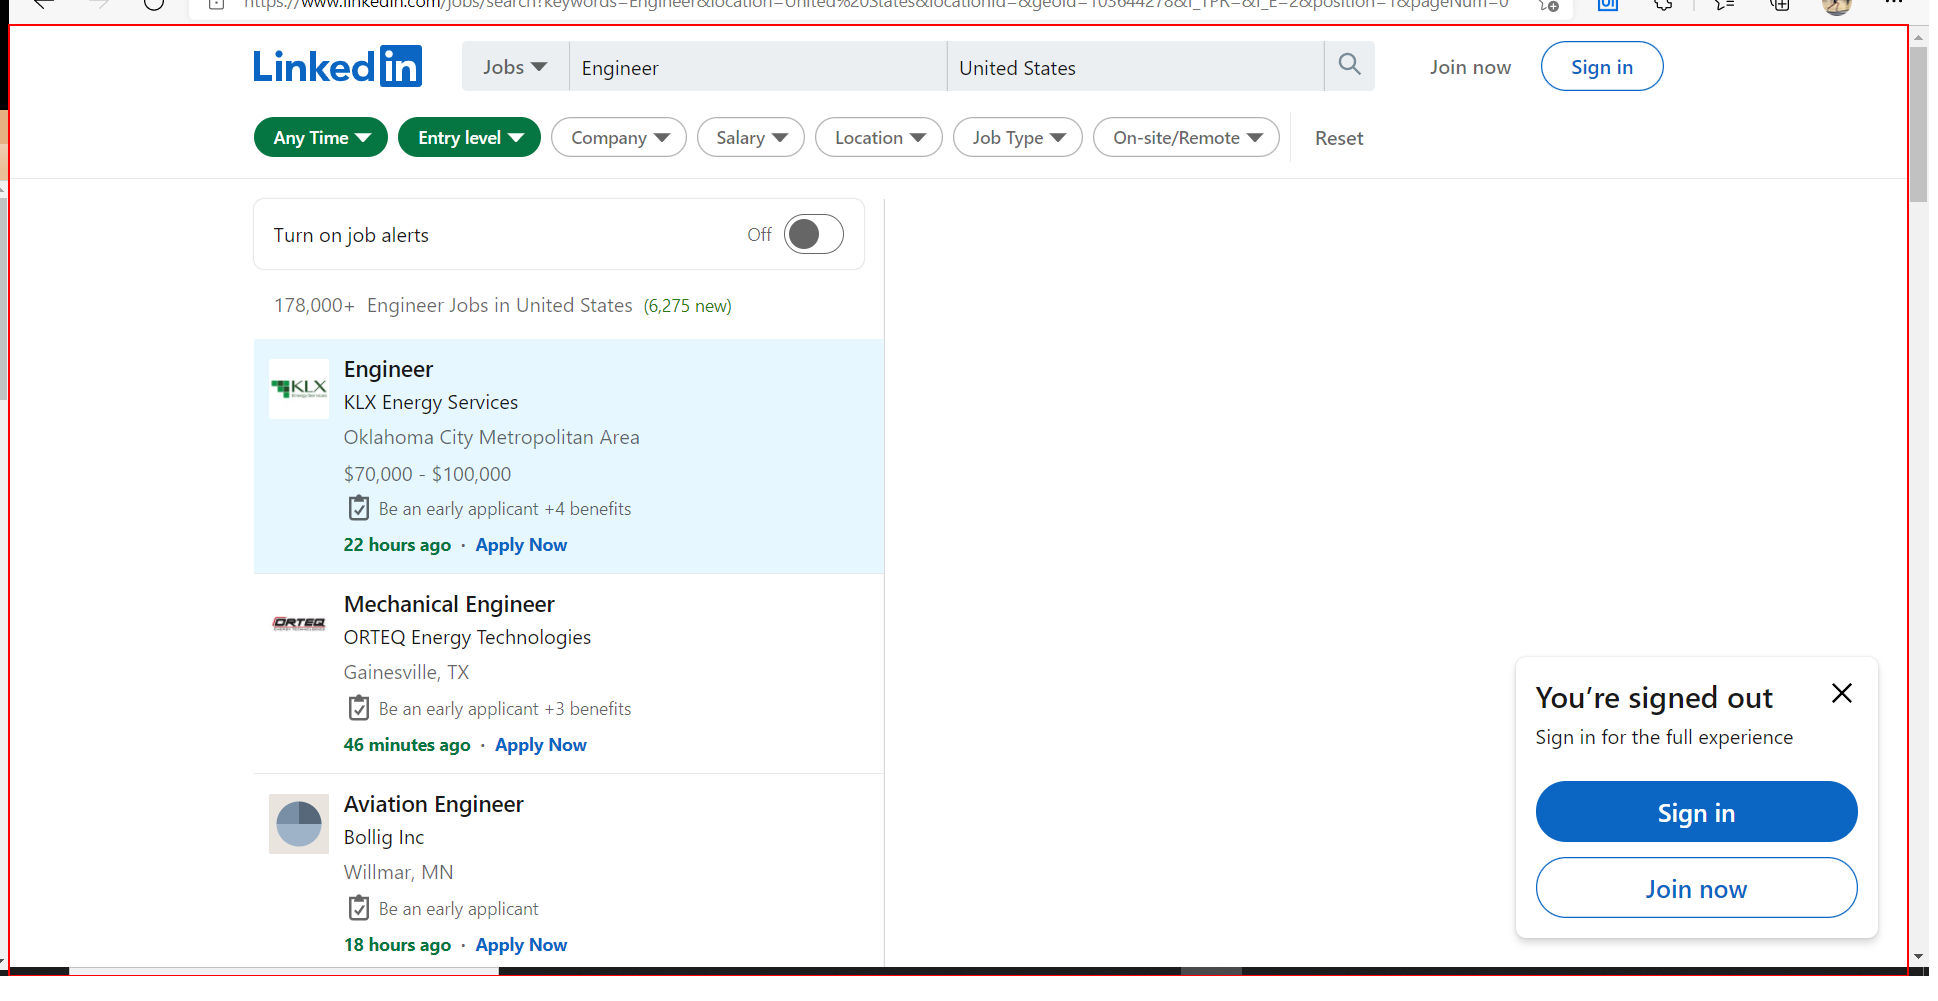 https://www.linkedin.com/jobs/search?keywords=Engineer&location=United%20States&locationId=&geoId=103644278&f_TPR=&f_E=2&position=1&pageNum=0
Linked in
Jobs
Engineer
United States
Join now
Sign in
Any Time
Entry level
Company
Salary
Location
Job Type
On-site/Remote
Reset
Turn on job alerts
Off
178,000+ Engineer Jobs in United States (6,275 new)
KLX
Engineer
KLX Energy Services
Oklahoma City Metropolitan Area
$70,000 - $100,000
Be an early applicant +4 benefits
22 hours ago · Apply Now
ORTEQ
Mechanical Engineer
ORTEQ Energy Technologies
Gainesville, TX
Be an early applicant +3 benefits
46 minutes ago · Apply Now
Aviation Engineer
Bollig Inc
Willmar, MN
Be an early applicant
18 hours ago · Apply Now
You’re signed out
Sign in for the full experience
Sign in
Join now